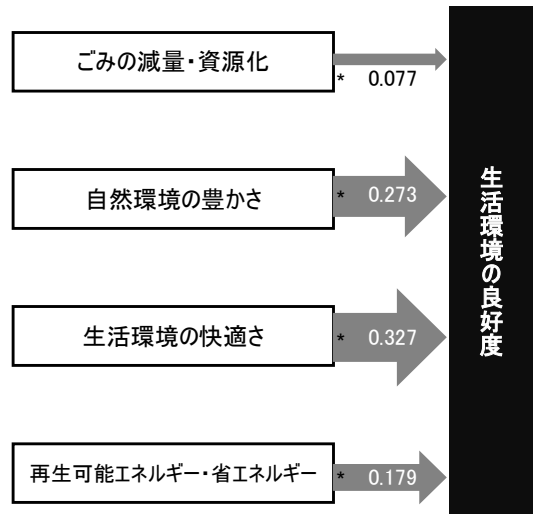 ごみの減量・資源化
* 0.077
自然環境の豊かさ
* 0.273
生活環境の快適さ
* 0.327
再生可能エネルギー・省エネルギー
* 0.179
生活環境の良好度